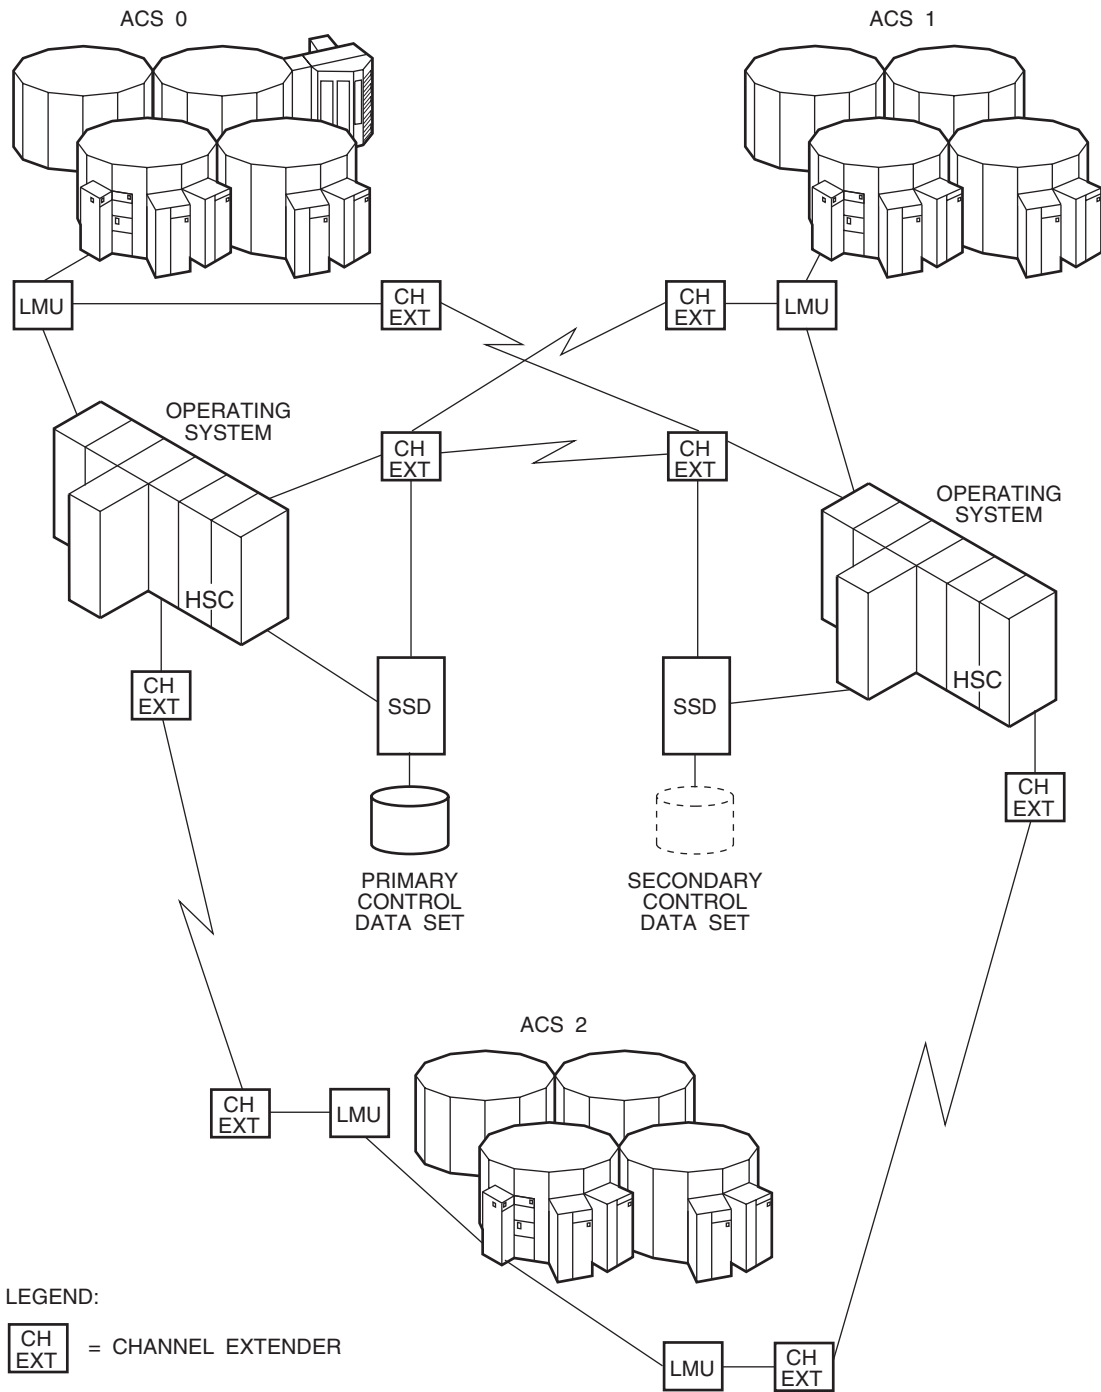 ACS 0
ACS 1
LMU
CH
EXT
CH
EXT
LMU
OPERATING
SYSTEM
CH
EXT
CH
EXT
OPERATING
SYSTEM
HSC
HSC
CH
EXT
SSD
SSD
CH
EXT
PRIMARY
CONTROL
DATA SET
SECONDARY
CONTROL
DATA SET
ACS 2
CH
EXT
LMU
LEGEND:
CH
EXT
= CHANNEL EXTENDER
LMU
CH
EXT